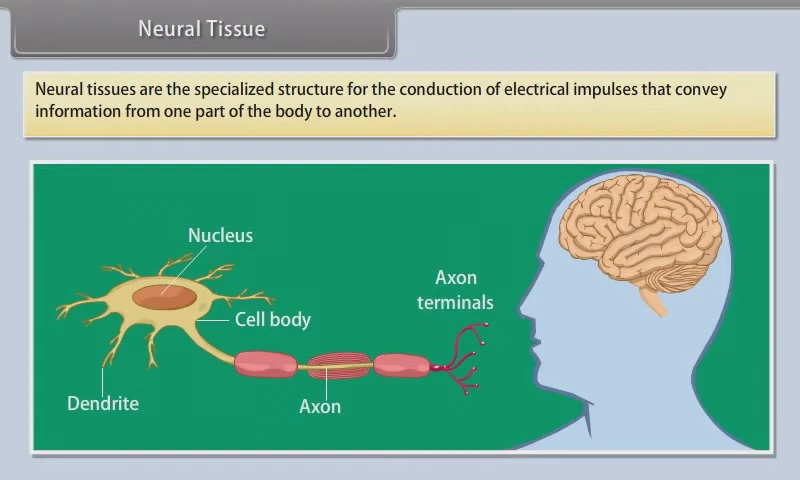 Neural Tissue
Neural tissues are the specialized structure for the conduction of electrical impulses that convey
information from one part of the body to another.
Nucleus
Axon
terminals
Cell body
Dendrite
Axon